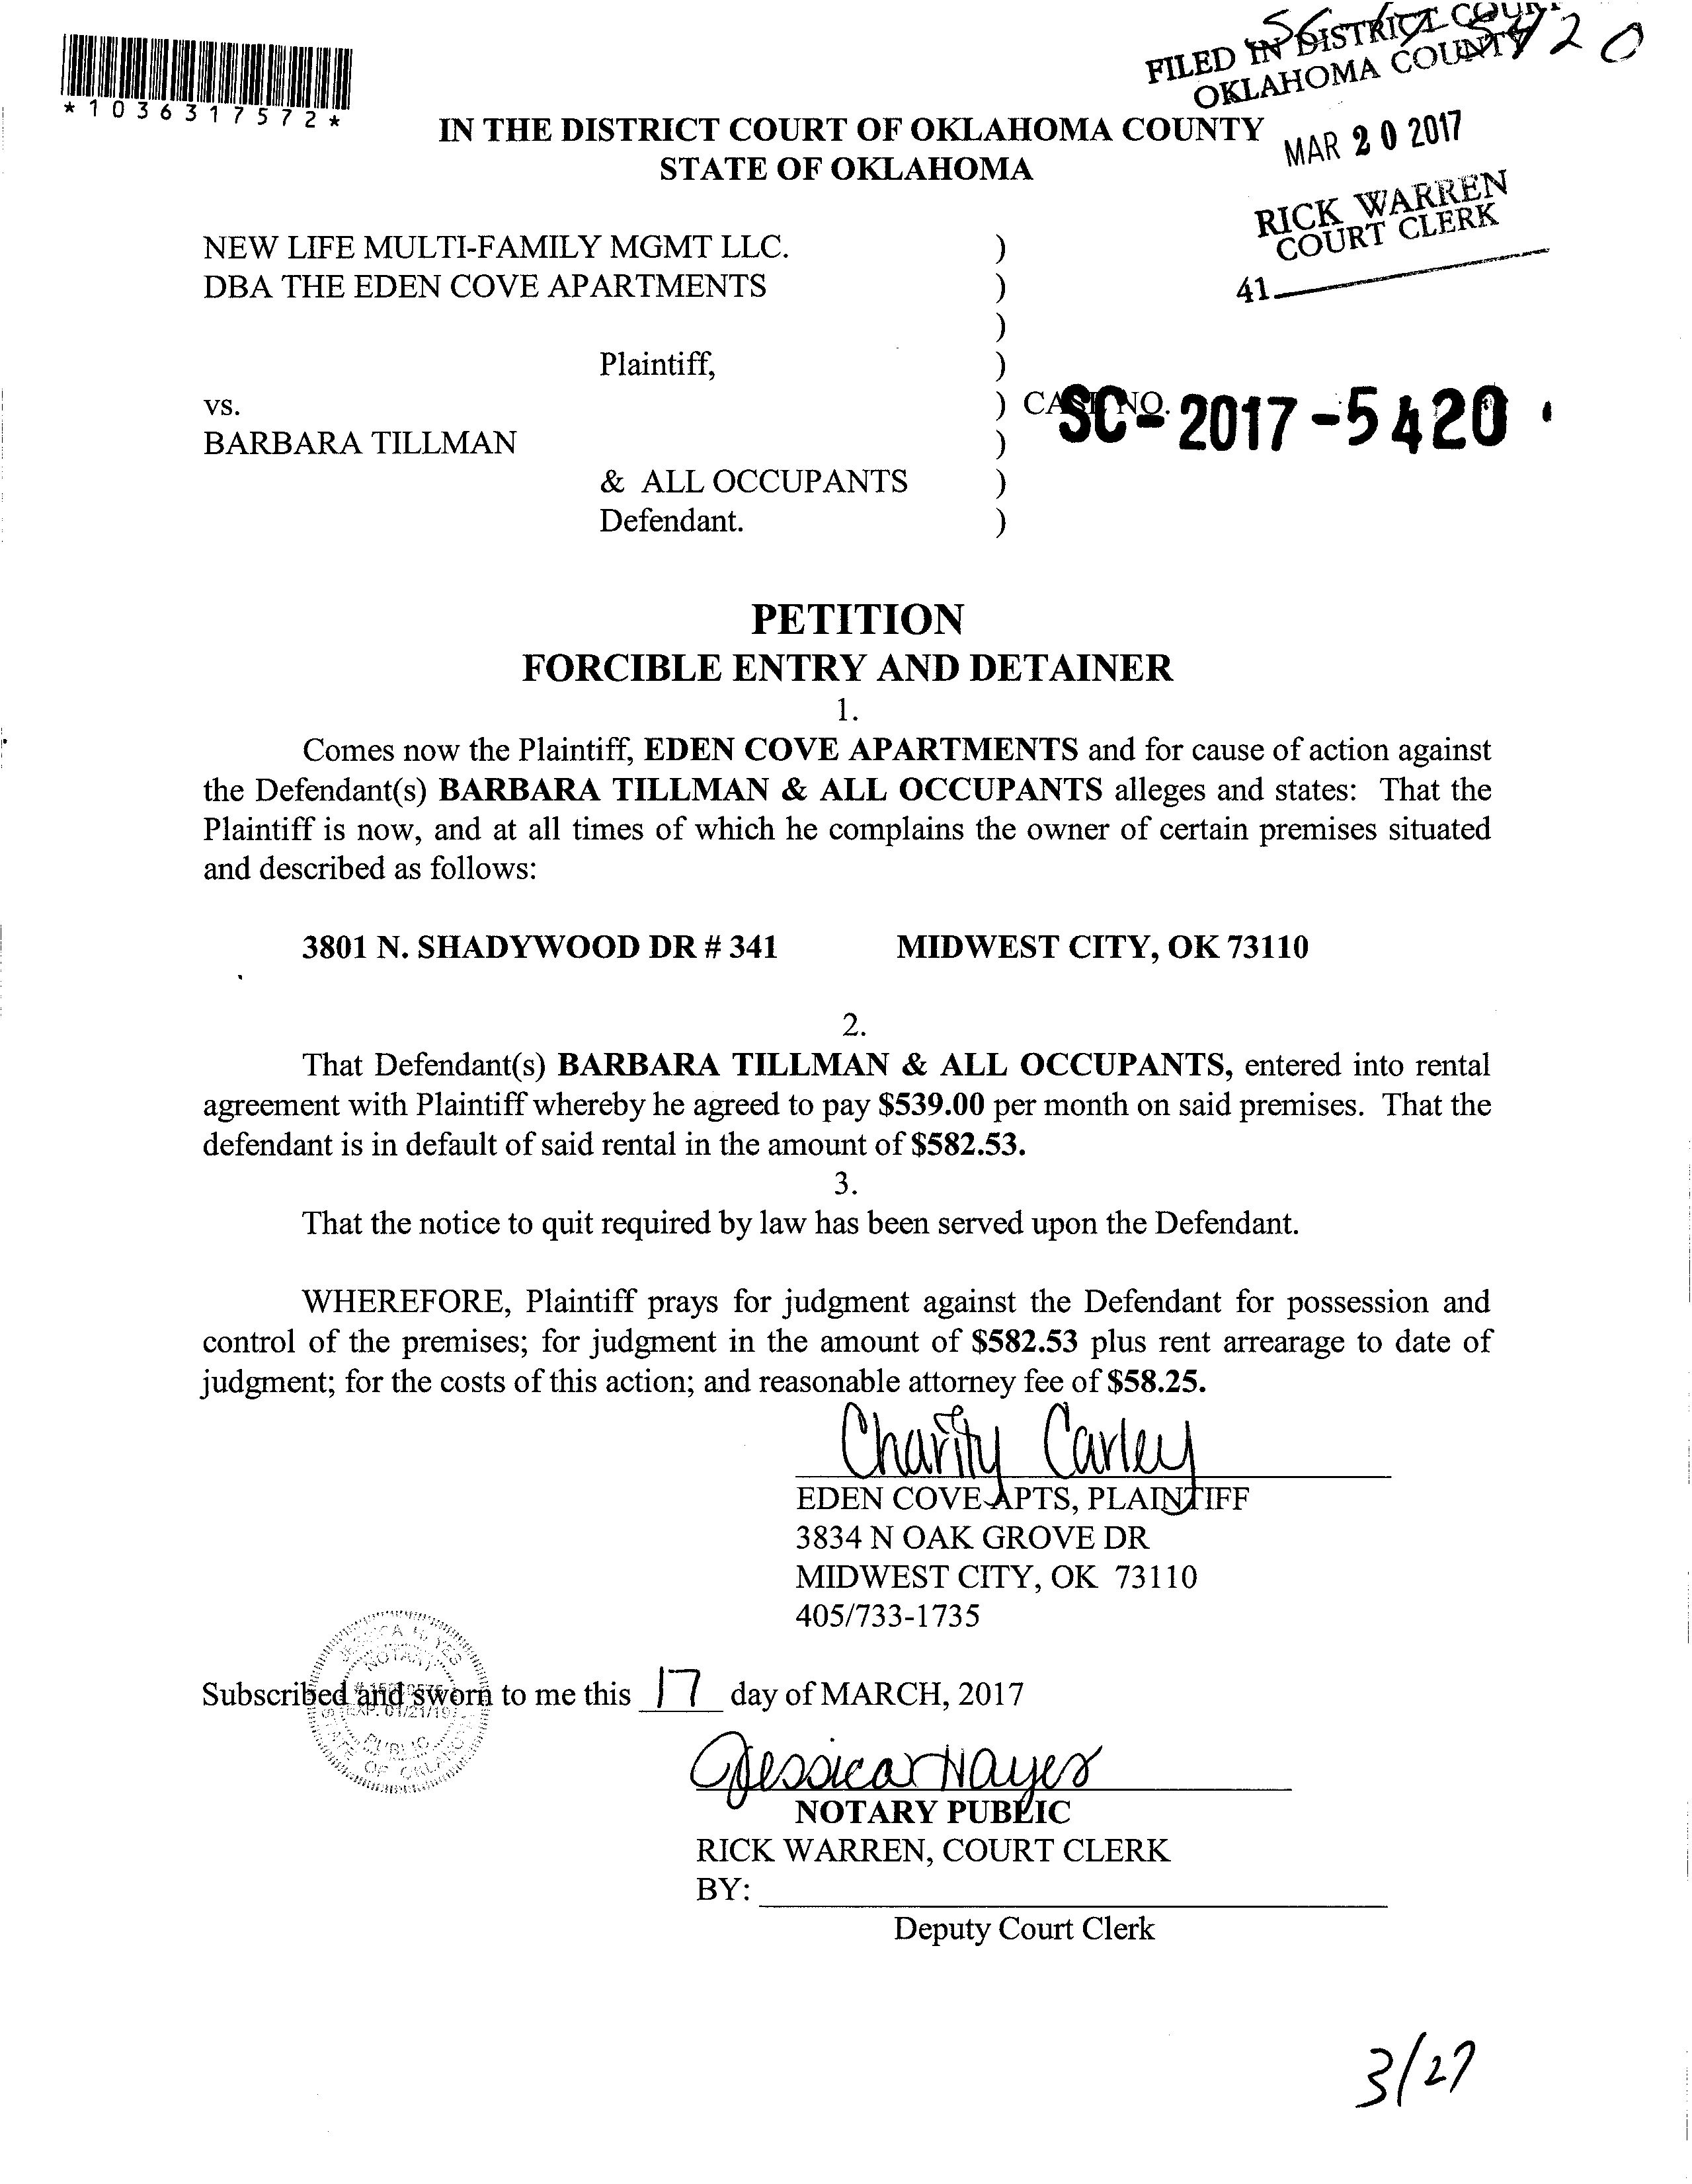 FILED IN DISTRICT COURT
OKLAHOMA COUNTY
*1036317572*
IN THE DISTRICT COURT OF OKLAHOMA COUNTY
STATE OF OKLAHOMA
MAR 20 2017
RICK WARREN
COURT CLERK
41
NEW LIFE MULTI-FAMILY MGMT LLC. )
DBA THE EDEN COVE APARTMENTS )
)
Plaintiff, )
vs. ) CASE NO. SC-2017-5420
BARBARA TILLMAN )
& ALL OCCUPANTS )
Defendant. )
PETITION
FORCIBLE ENTRY AND DETAINER
1.
Comes now the Plaintiff, EDEN COVE APARTMENTS and for cause of action against
the Defendant(s) BARBARA TILLMAN & ALL OCCUPANTS alleges and states: That the
Plaintiff is now, and at all times of which he complains the owner of certain premises situated
and described as follows:
3801 N. SHADYWOOD DR # 341 MIDWEST CITY, OK 73110
2.
That Defendant(s) BARBARA TILLMAN & ALL OCCUPANTS, entered into rental
agreement with Plaintiff whereby he agreed to pay $539.00 per month on said premises. That the
defendant is in default of said rental in the amount of $582.53.
3.
That the notice to quit required by law has been served upon the Defendant.
WHEREFORE, Plaintiff prays for judgment against the Defendant for possession and
control of the premises; for judgment in the amount of $582.53 plus rent arrearage to date of
judgment; for the costs of this action; and reasonable attorney fee of $58.25.
Charity Carley
EDEN COVE APTS, PLAINTIFF
3834 N OAK GROVE DR
MIDWEST CITY, OK 73110
405/733-1735
Subscribed and sworn to me this 17 day of MARCH, 2017
NOTARY
EXP. 01/21/19
PUBLIC
STATE OF OKLAHOMA
Jessica Hayes
NOTARY PUBLIC
RICK WARREN, COURT CLERK
BY:
Deputy Court Clerk
3/27